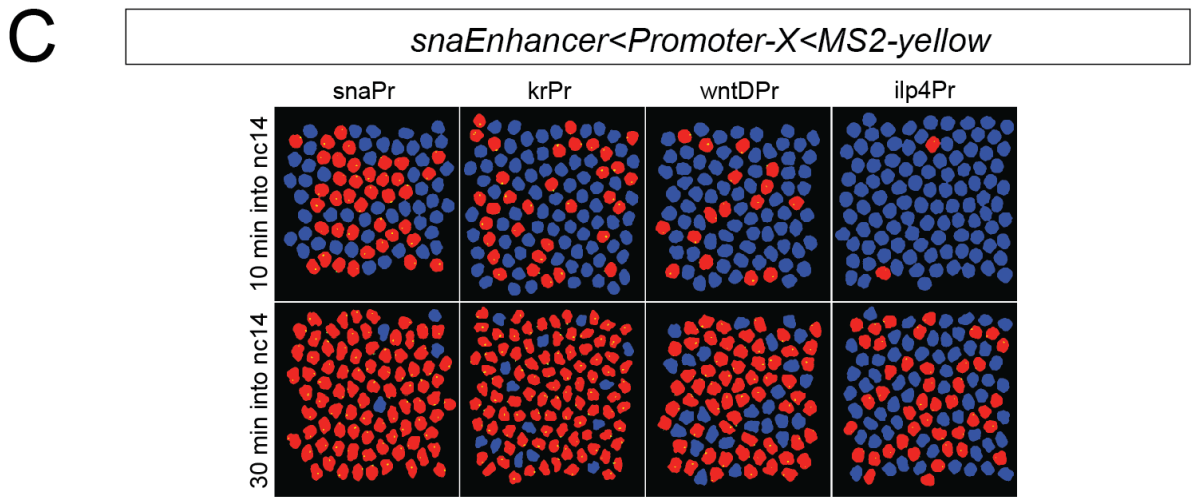 C
snaEnhancer<Promoter-X<MS2-yellow
snaPr krPr wntDPr ilp4Pr
10 min into nc14
30 min into nc14